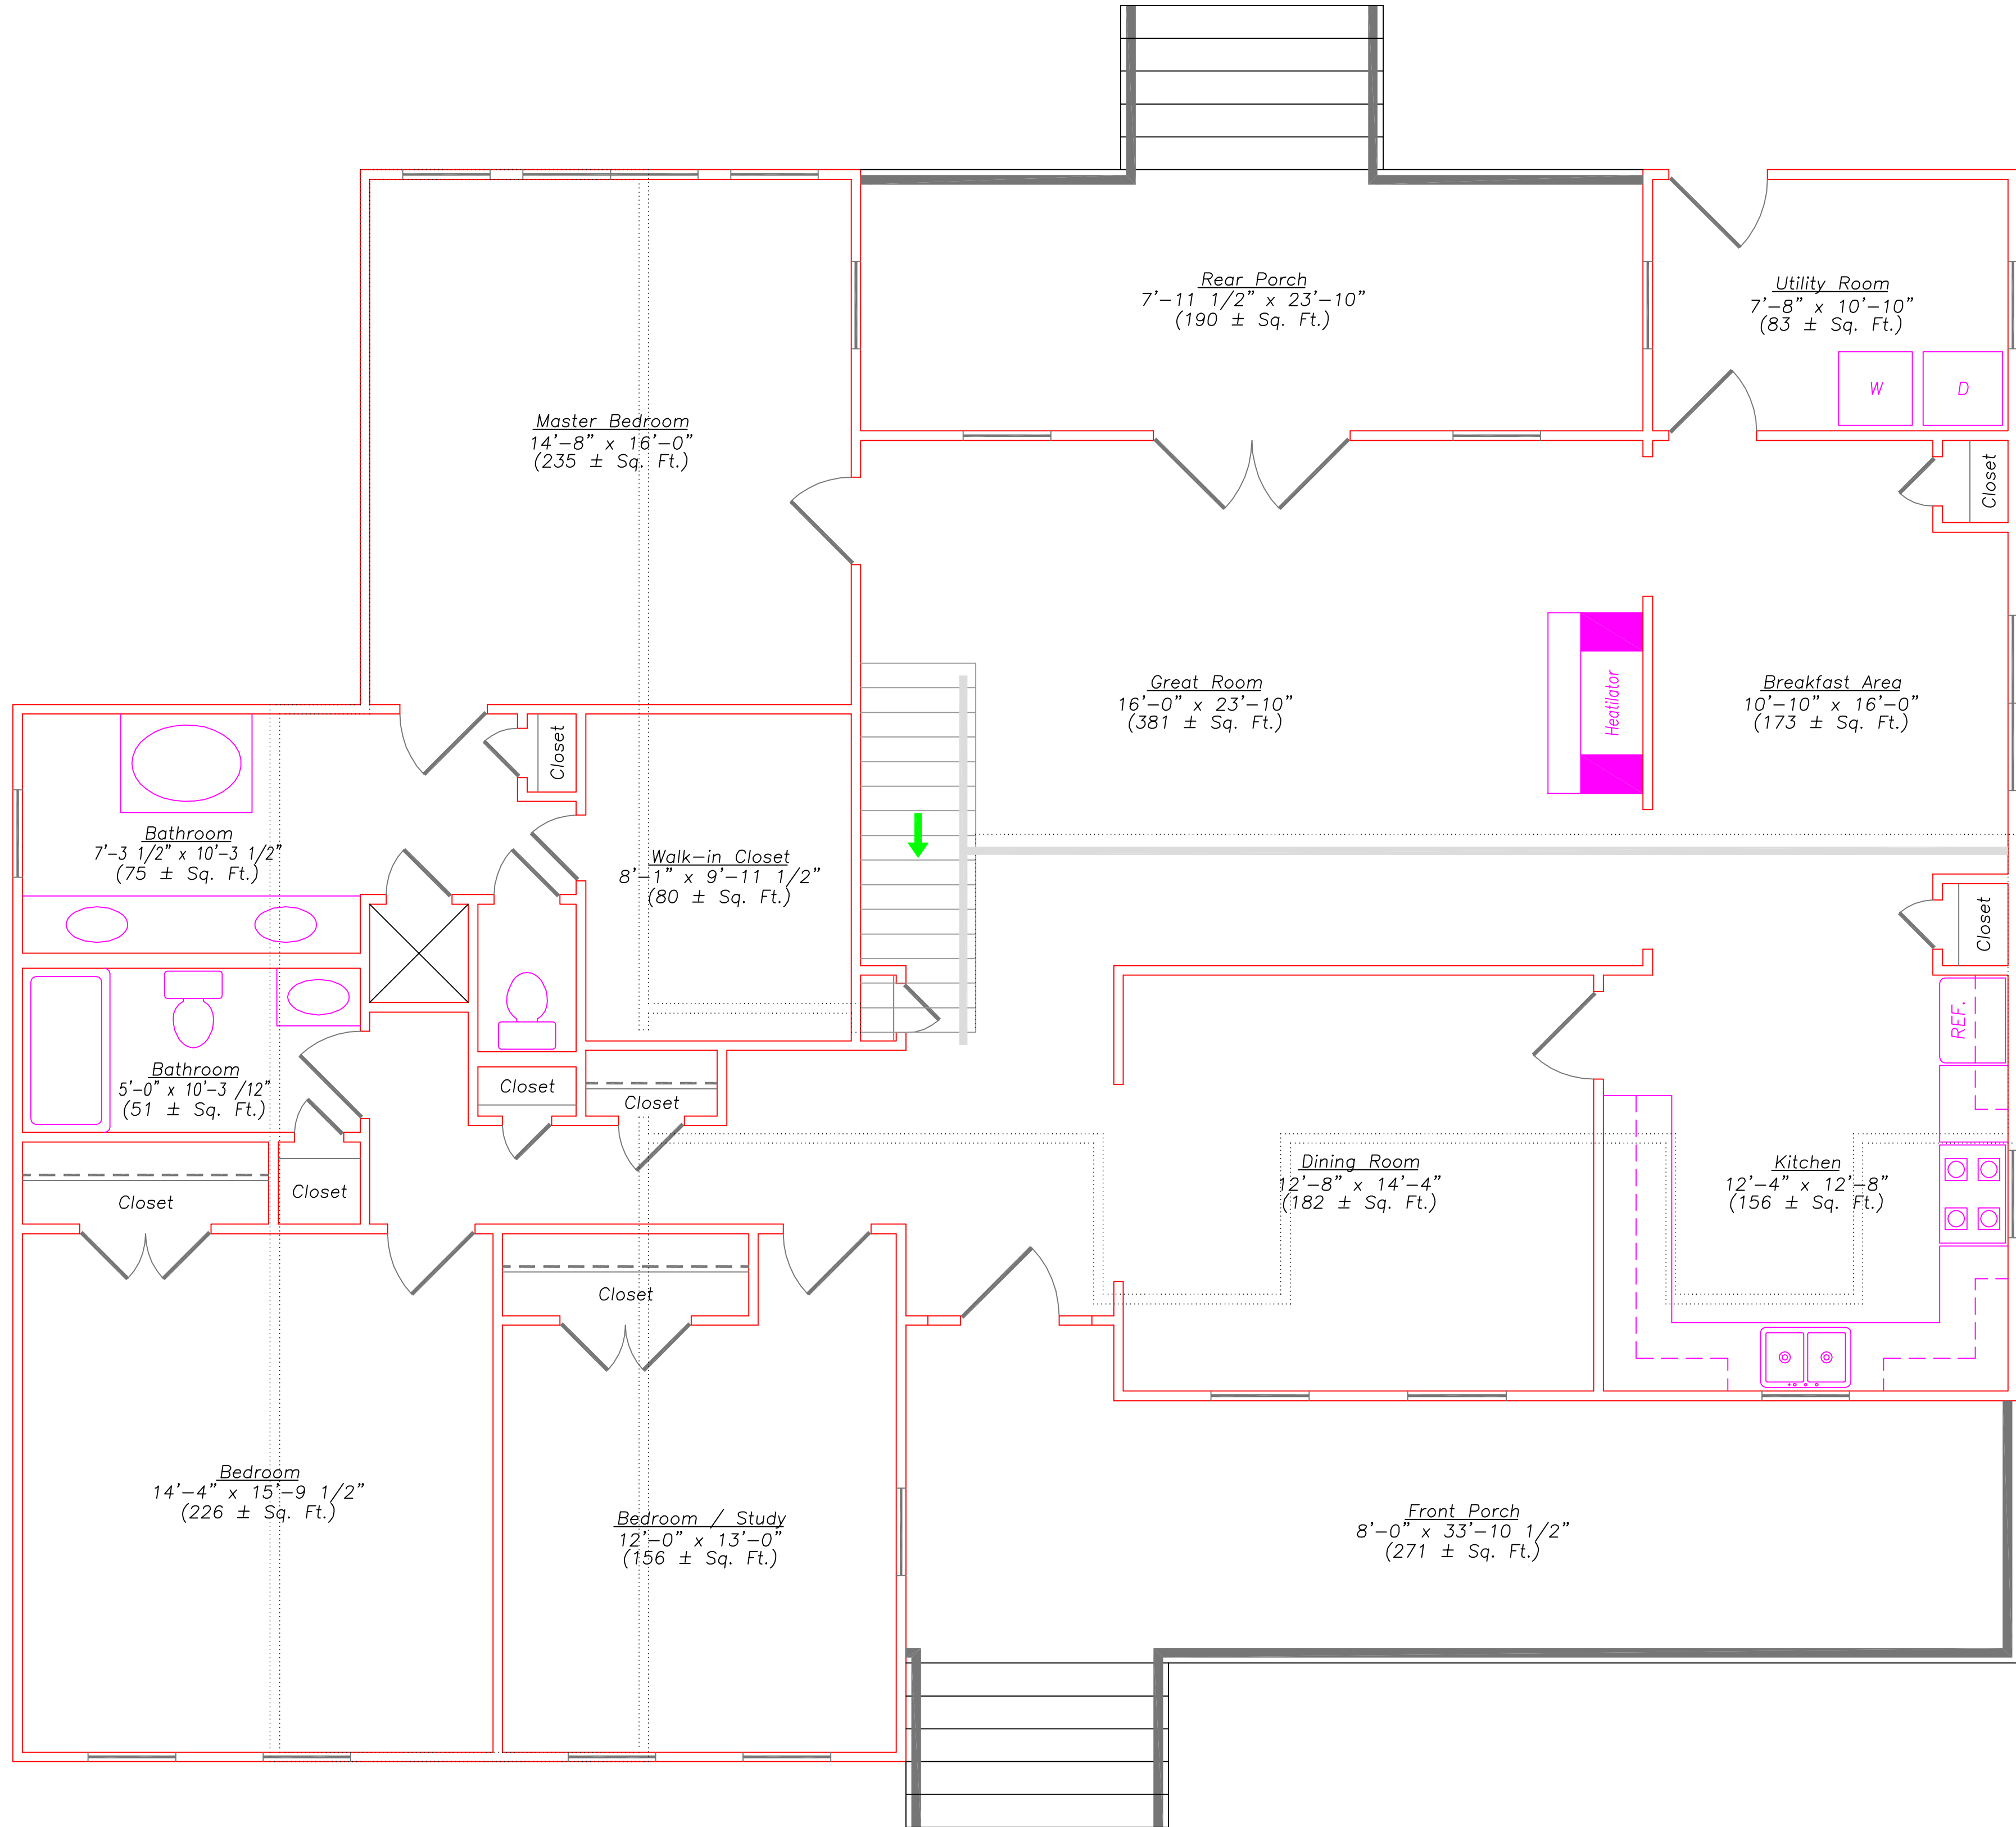 Rear Porch
7'-11 1/2" x 23'-10"
(190 ± Sq. Ft.)
Utility Room
7'-8" x 10'-10"
(83 ± Sq. Ft.)
W
D
Master Bedroom
14'-8" x 16'-0"
(235 ± Sq. Ft.)
Closet
Great Room
16'-0" x 23'-10"
(381 ± Sq. Ft.)
Heatilator
Breakfast Area
10'-10" x 16'-0"
(173 ± Sq. Ft.)
Closet
Bathroom
7'-3 1/2" x 10'-3 1/2"
(75 ± Sq. Ft.)
Walk-in Closet
8'-1" x 9'-11 1/2"
(80 ± Sq. Ft.)
Closet
REF.
Bathroom
5'-0" x 10'-3 /12"
(51 ± Sq. Ft.)
Closet
Closet
Closet
Closet
Dining Room
12'-8" x 14'-4"
(182 ± Sq. Ft.)
Kitchen
12'-4" x 12'-8"
(156 ± Sq. Ft.)
Closet
Bedroom
14'-4" x 15'-9 1/2"
(226 ± Sq. Ft.)
Bedroom / Study
12'-0" x 13'-0"
(156 ± Sq. Ft.)
Front Porch
8'-0" x 33'-10 1/2"
(271 ± Sq. Ft.)